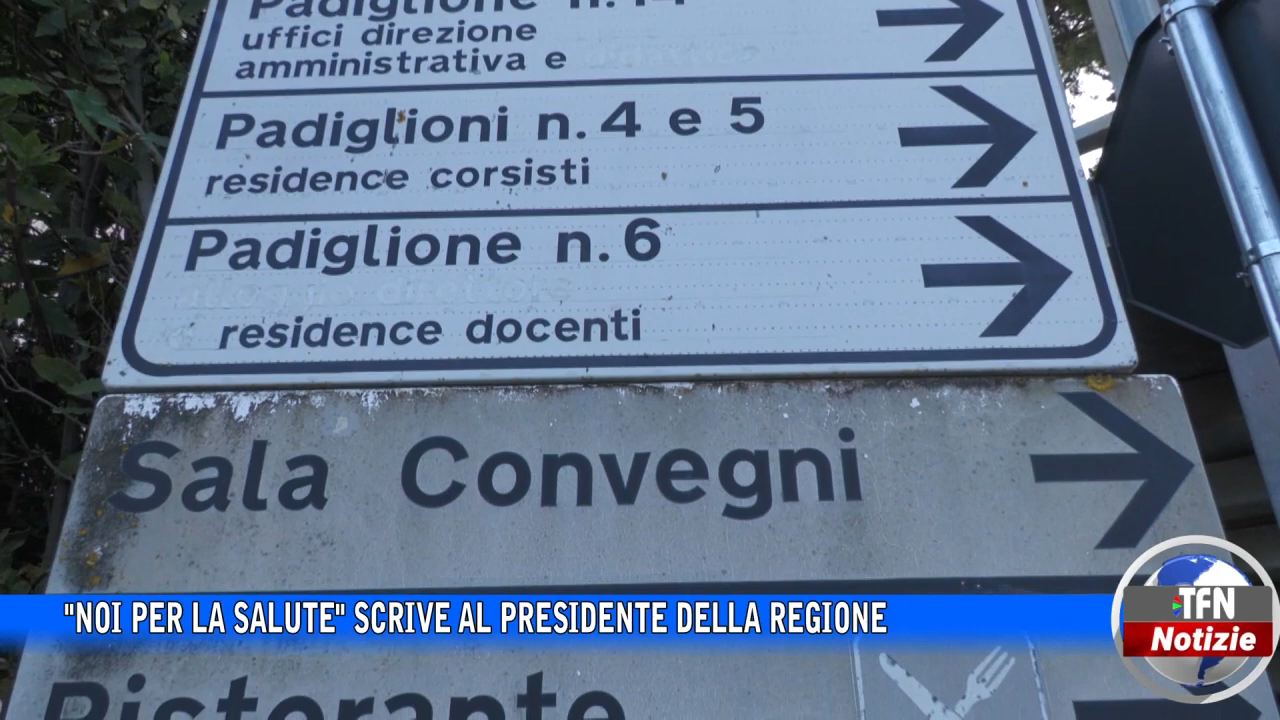 Padiglione n.14
uffici direzione
amministrativa e
Padiglioni n.4 e 5
residence corsisti
Padiglione n.6
residence docenti
Sala Convegni
"NOI PER LA SALUTE" SCRIVE AL PRESIDENTE DELLA REGIONE
TFN
Notizie
Ristorante